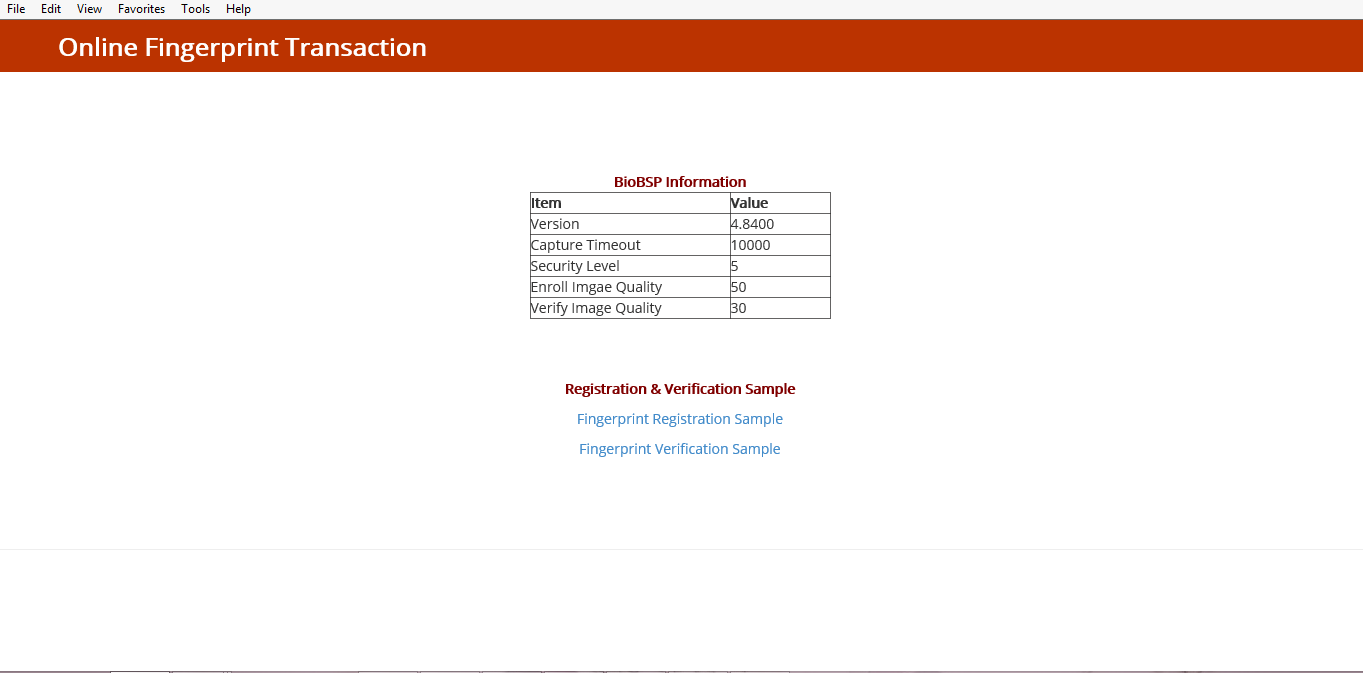 File Edit View Favorites Tools Help
Online Fingerprint Transaction
BioBSP Information
Item Value
Version 4.8400
Capture Timeout 10000
Security Level 5
Enroll Imgae Quality 50
Verify Image Quality 30
Registration & Verification Sample
Fingerprint Registration Sample
Fingerprint Verification Sample